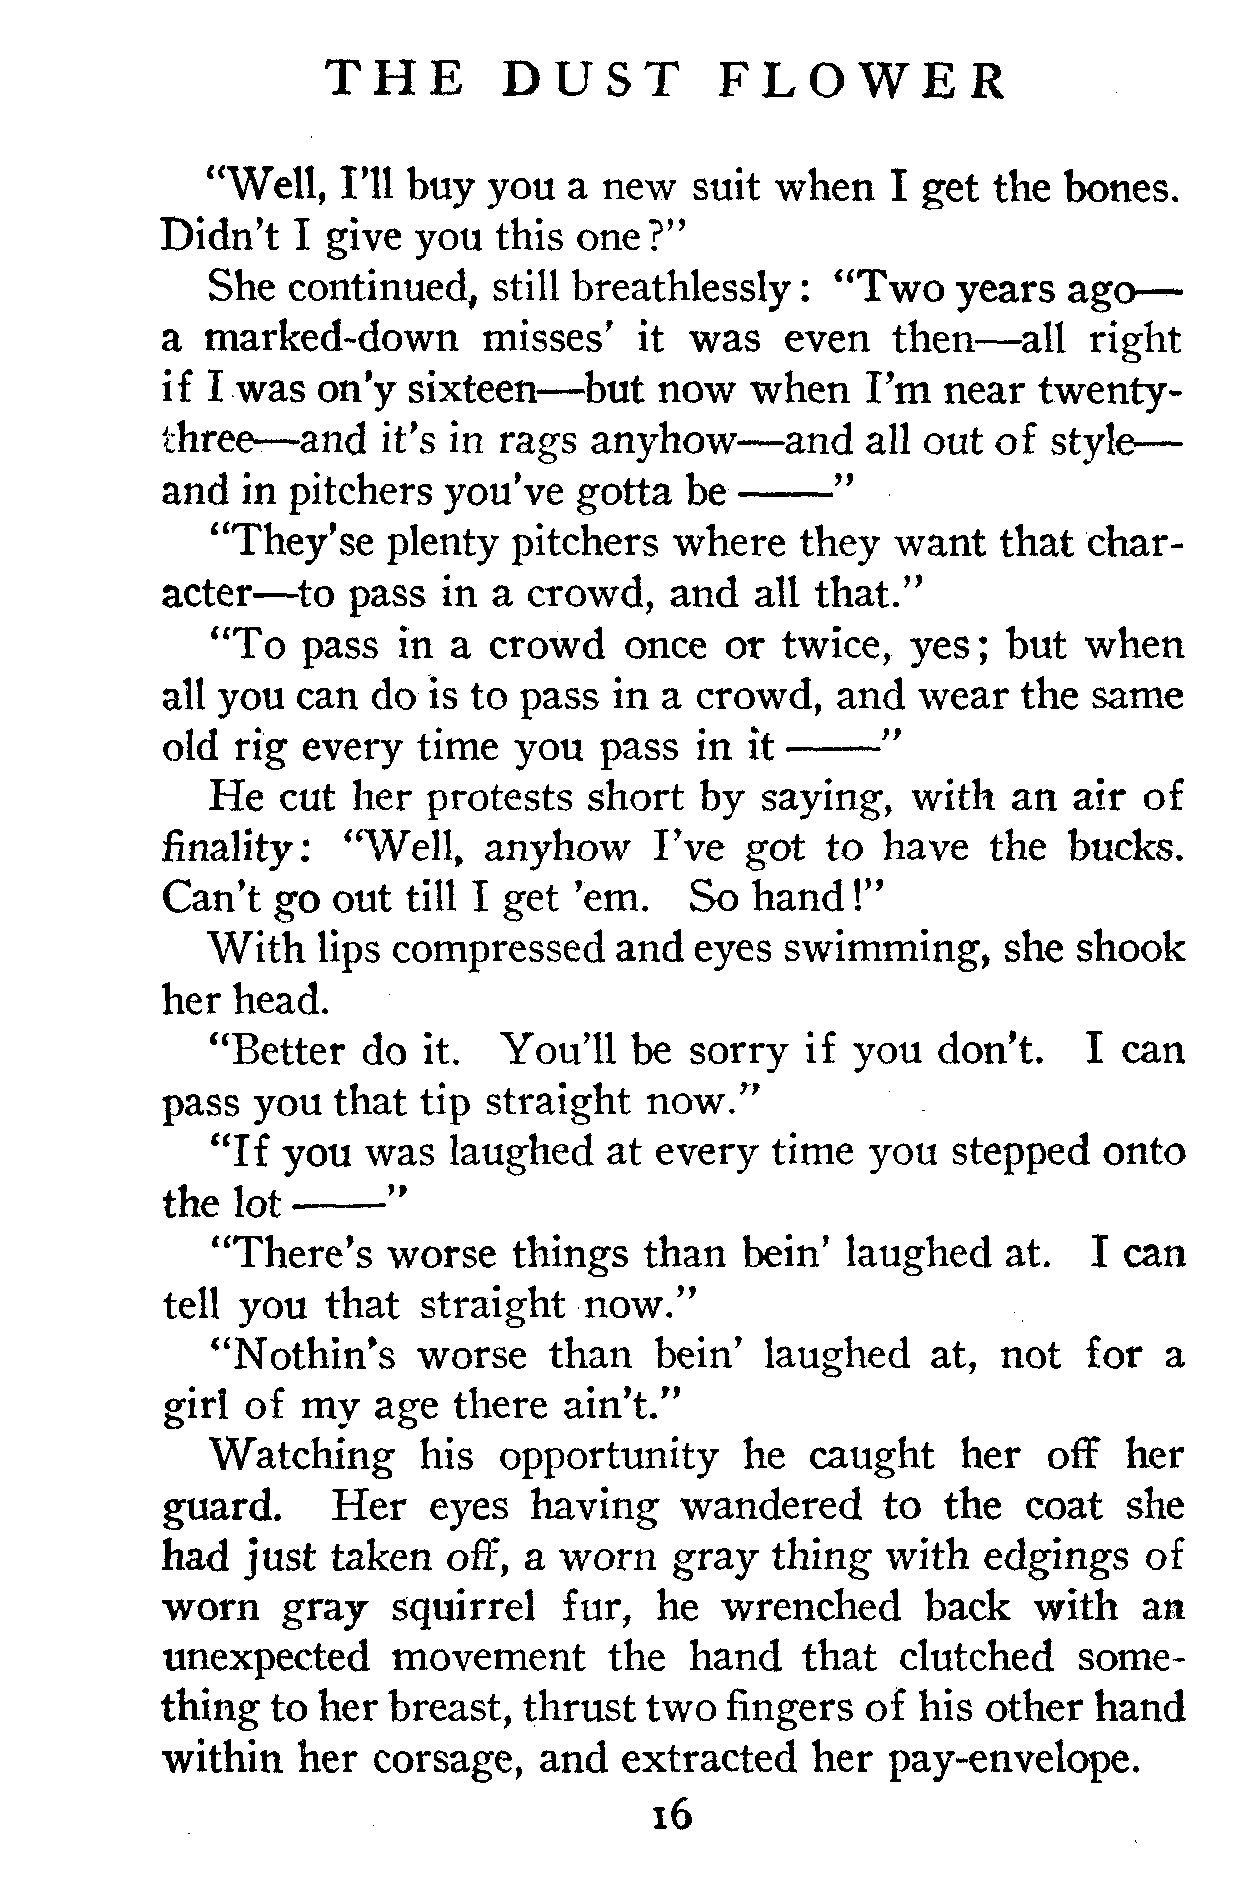 THE DUST FLOWER
"Well, I'll buy you a new suit when I get the bones.
Didn't I give you this one?"
She continued, still breathlessly: "Two years ago—
a marked-down misses' it was even then—all right
if I was on'y sixteen—but now when I'm near twenty-
three—and it's in rags anyhow—and all out of style—
and in pitchers you've gotta be ——"
"They'se plenty pitchers where they want that char-
acter—to pass in a crowd, and all that."
"To pass in a crowd once or twice, yes; but when
all you can do is to pass in a crowd, and wear the same
old rig every time you pass in it ——"
He cut her protests short by saying, with an air of
finality: "Well, anyhow I've got to have the bucks.
Can't go out till I get 'em. So hand!"
With lips compressed and eyes swimming, she shook
her head.
"Better do it. You'll be sorry if you don't. I can
pass you that tip straight now."
"If you was laughed at every time you stepped onto
the lot ——"
"There's worse things than bein' laughed at. I can
tell you that straight now."
"Nothin's worse than bein' laughed at, not for a
girl of my age there ain't."
Watching his opportunity he caught her off her
guard. Her eyes having wandered to the coat she
had just taken off, a worn gray thing with edgings of
worn gray squirrel fur, he wrenched back with an
unexpected movement the hand that clutched some-
thing to her breast, thrust two fingers of his other hand
within her corsage, and extracted her pay-envelope.
16